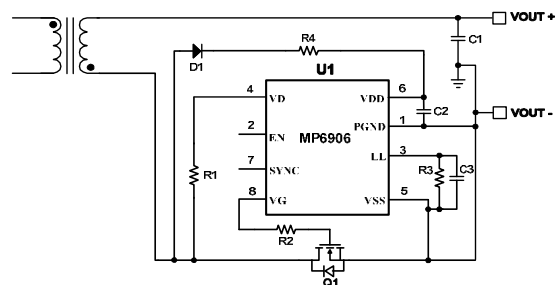 VOUT +
R4
C1
D1
U1
4
VD
VDD
6
C2
VOUT -
PGND
1
2
EN
MP6906
LL
3
R1
7
SYNC
R3
C3
8
VG
VSS
5
R2
Q1